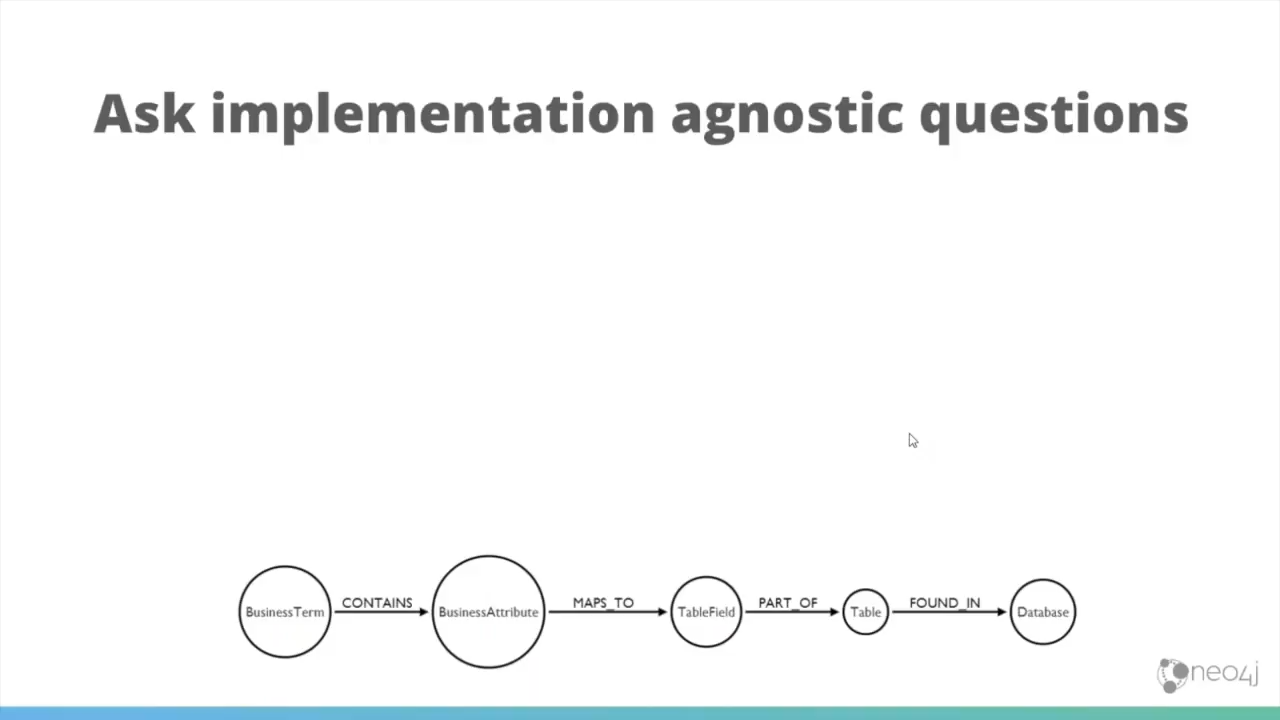 Ask implementation agnostic questions
CONTAINS MAPS_TO PART_OF FOUND_IN
BusinessTerm BusinessAttribute TableField Table Database
neo4j